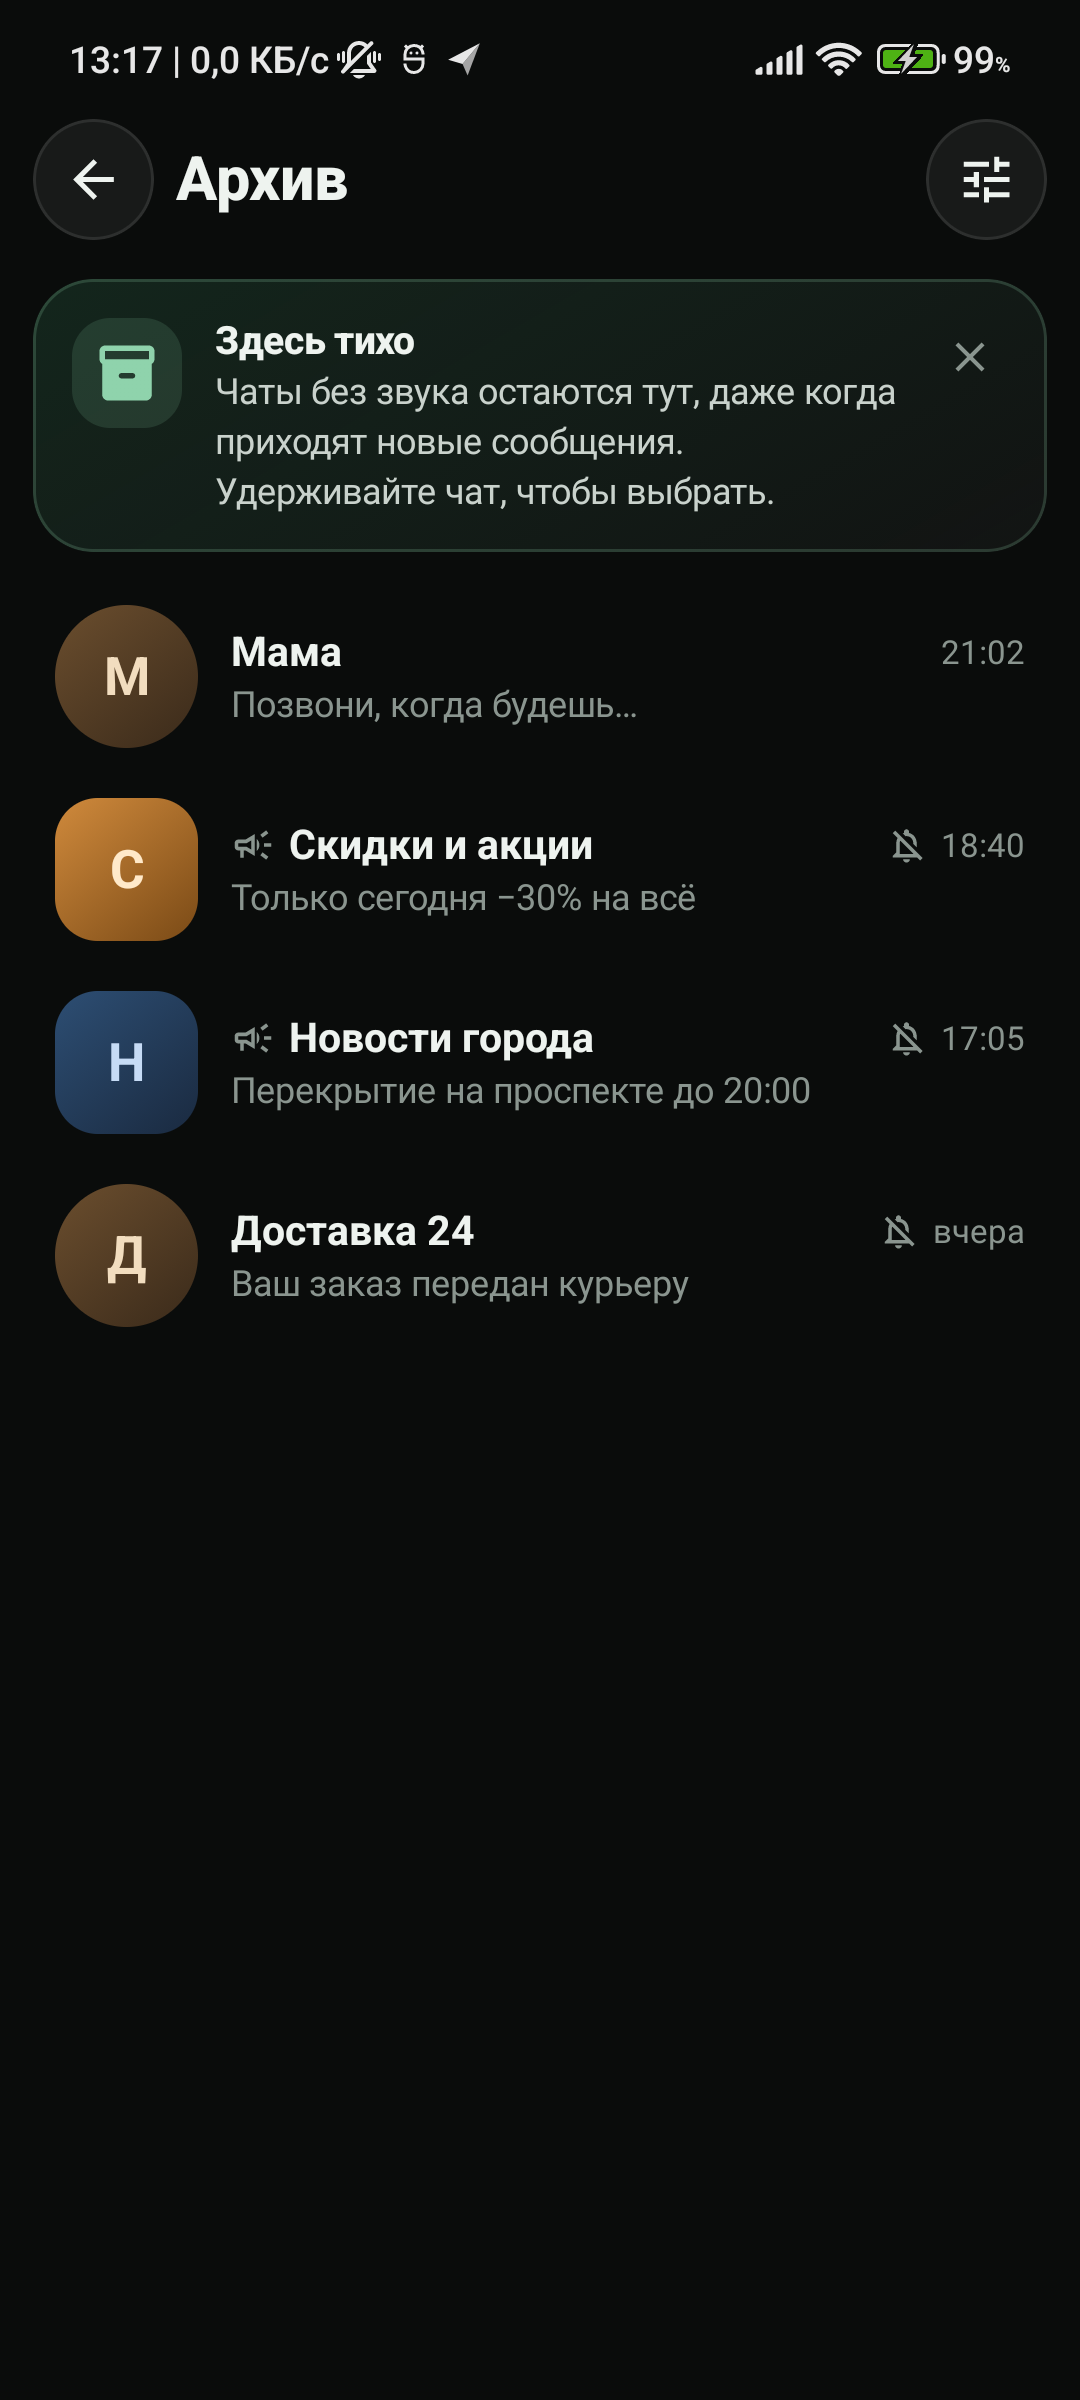 13:17 | 0,0 КБ/с 99%
Архив
Здесь тихо
Чаты без звука остаются тут, даже когда
приходят новые сообщения.
Удерживайте чат, чтобы выбрать.
М
Мама 21:02
Позвони, когда будешь…
С
Скидки и акции 18:40
Только сегодня −30% на всё
Н
Новости города 17:05
Перекрытие на проспекте до 20:00
Д
Доставка 24 вчера
Ваш заказ передан курьеру